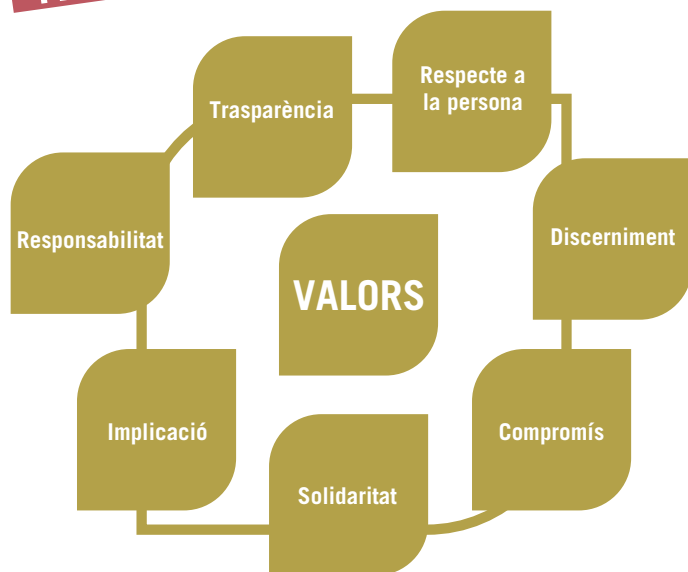 Respecte a
la persona
Trasparència
Discerniment
Responsabilitat
VALORS
Compromís
Implicació
Solidaritat